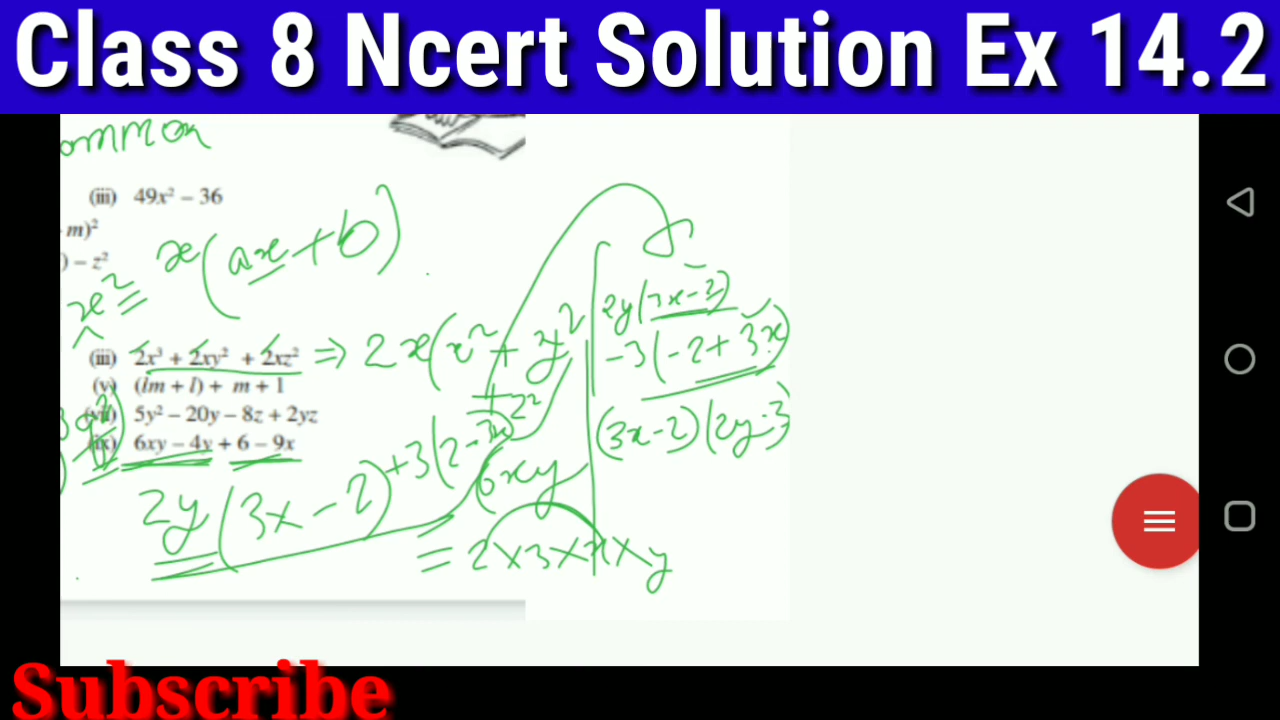 Class 8 Ncert Solution Ex 14.2
ommon
(iii) 49x² – 36
m)²
) – z²
x(ax+b)
x² =
(iii) 2x³ + 2xy² + 2xz² ⇒ 2x(x² + y²
+ z²
(v) (lm + l) + m + 1
(vii) 5y² – 20y – 8z + 2yz
(ix) 6xy – 4y + 6 – 9x
2y(3x-2) +3(2-3x)
6xy
= 2×3×x×y
2y(3x-2)
-3(-2+3x)
(3x-2)(2y-3)
Subscribe